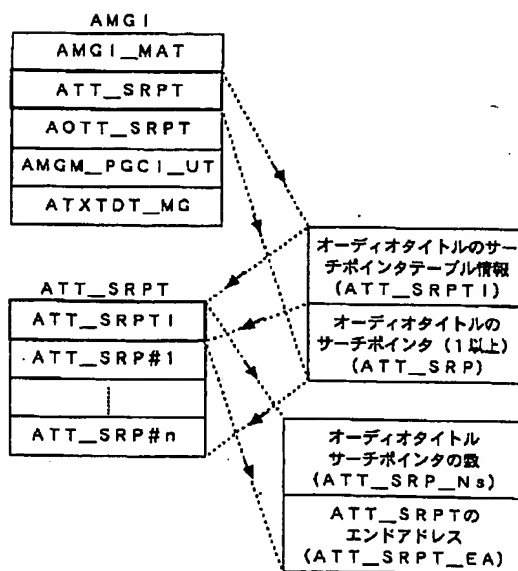 AMGI
AMGI_MAT
ATT_SRPT
AOTT_SRPT
AMGM_PGCI_UT
ATXTDT_MG
オーディオタイトルのサー
チポインタテーブル情報
(ATT_SRPTI)
オーディオタイトルの
サーチポインタ(1以上)
(ATT_SRP)
ATT_SRPT
ATT_SRPTI
ATT_SRP#1
ATT_SRP#n
オーディオタイトル
サーチポインタの数
(ATT_SRP_Ns)
ATT_SRPTの
エンドアドレス
(ATT_SRPT_EA)